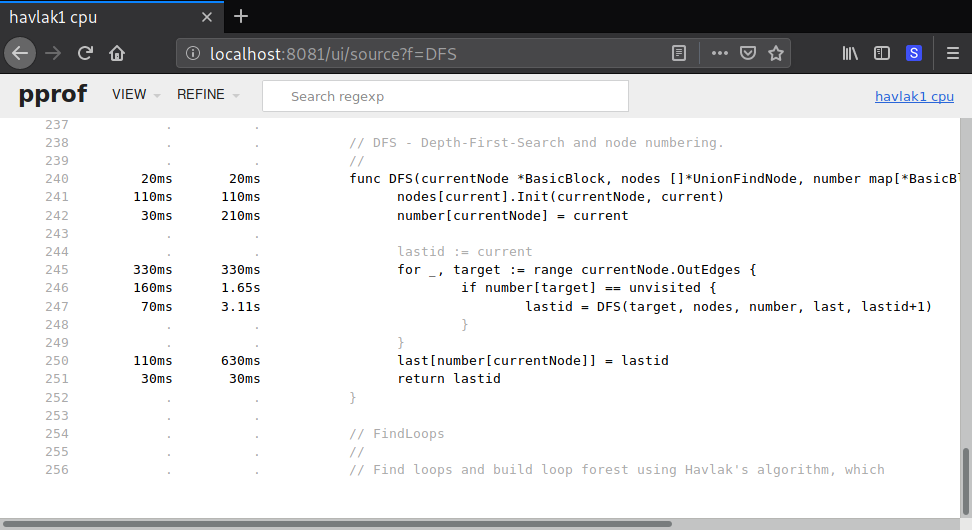 havlak1 cpu
localhost:8081/ui/source?f=DFS
S
pprof VIEW REFINE Search regexp havlak1 cpu
237 . .
238 . . // DFS - Depth-First-Search and node numbering.
239 . . //
240 20ms 20ms func DFS(currentNode *BasicBlock, nodes []*UnionFindNode, number map[*BasicBl
241 110ms 110ms nodes[current].Init(currentNode, current)
242 30ms 210ms number[currentNode] = current
243 . .
244 . . lastid := current
245 330ms 330ms for _, target := range currentNode.OutEdges {
246 160ms 1.65s if number[target] == unvisited {
247 70ms 3.11s lastid = DFS(target, nodes, number, last, lastid+1)
248 . . }
249 . . }
250 110ms 630ms last[number[currentNode]] = lastid
251 30ms 30ms return lastid
252 . . }
253 . .
254 . . // FindLoops
255 . . //
256 . . // Find loops and build loop forest using Havlak's algorithm, which